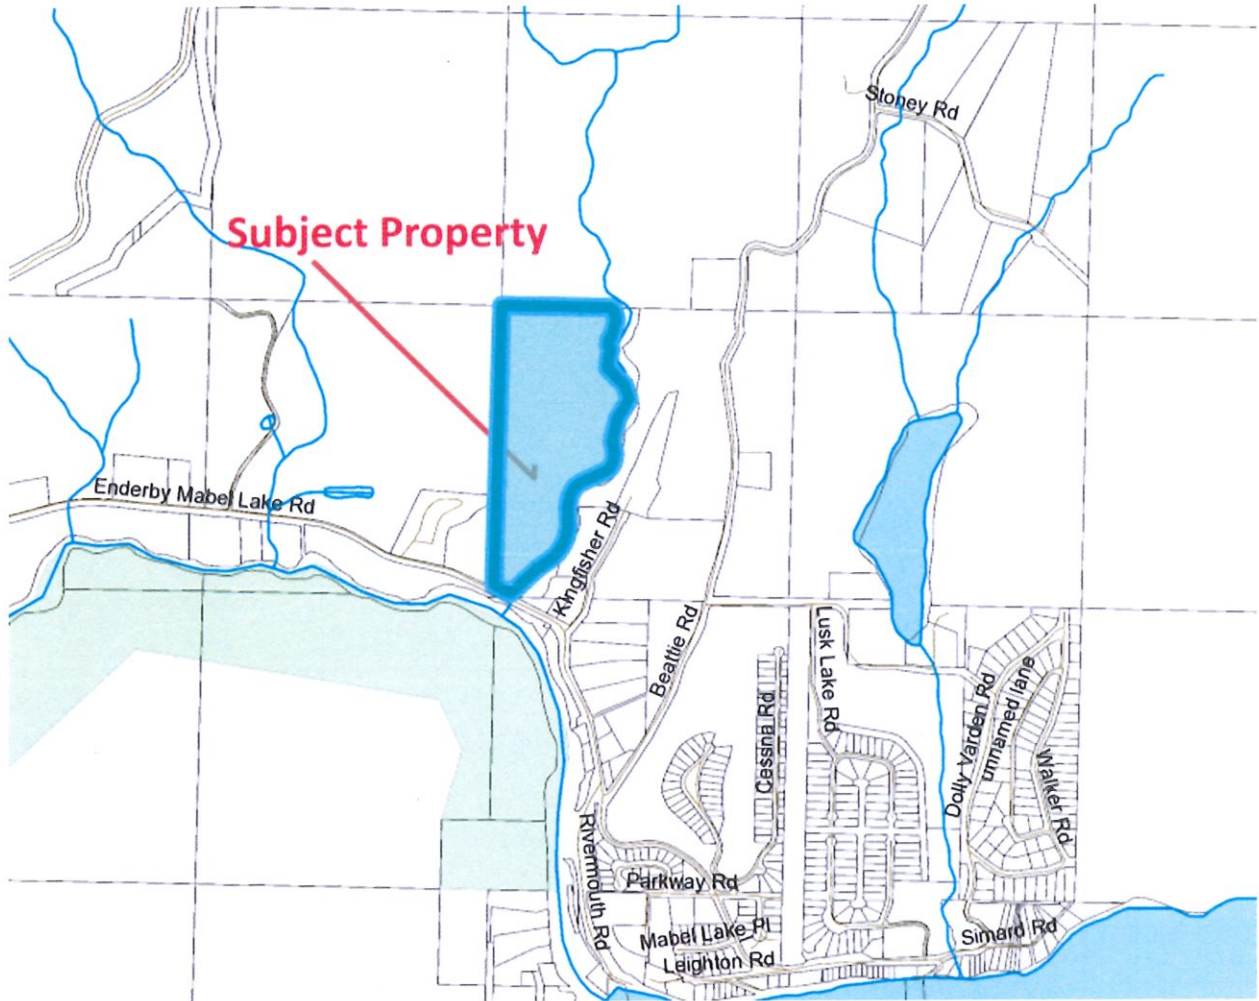 Stoney Rd
Subject Property
Enderby Mabel Lake Rd
Kingfisher Rd
Beattie Rd
Lusk Lake Rd
Cessna Rd
Dolly Varden Rd
unnamed lane
Walker Rd
Rivermouth Rd
Parkway Rd
Mabel Lake Pl
Leighton Rd
Simard Rd